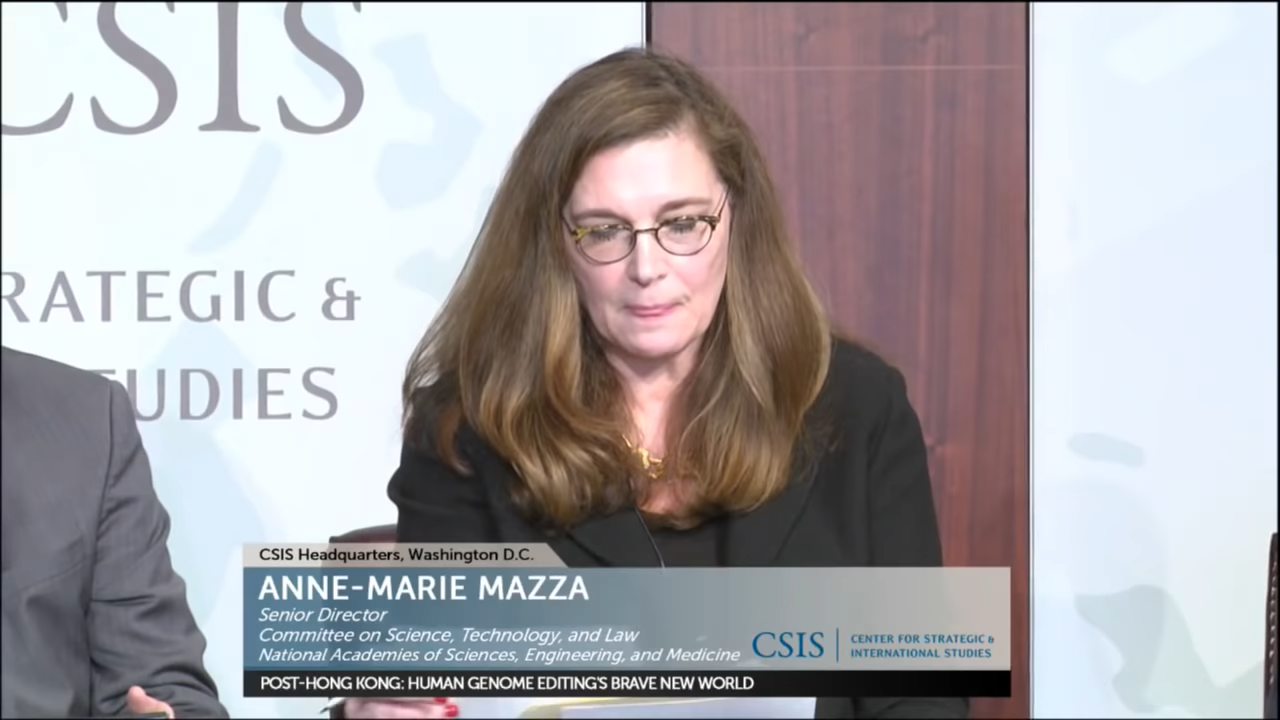 CSIS
RATEGIC &
TUDIES
CSIS Headquarters, Washington D.C.
ANNE-MARIE MAZZA
Senior Director
Committee on Science, Technology, and Law
National Academies of Sciences, Engineering, and Medicine
CSIS
CENTER FOR STRATEGIC &
INTERNATIONAL STUDIES
POST-HONG KONG: HUMAN GENOME EDITING'S BRAVE NEW WORLD